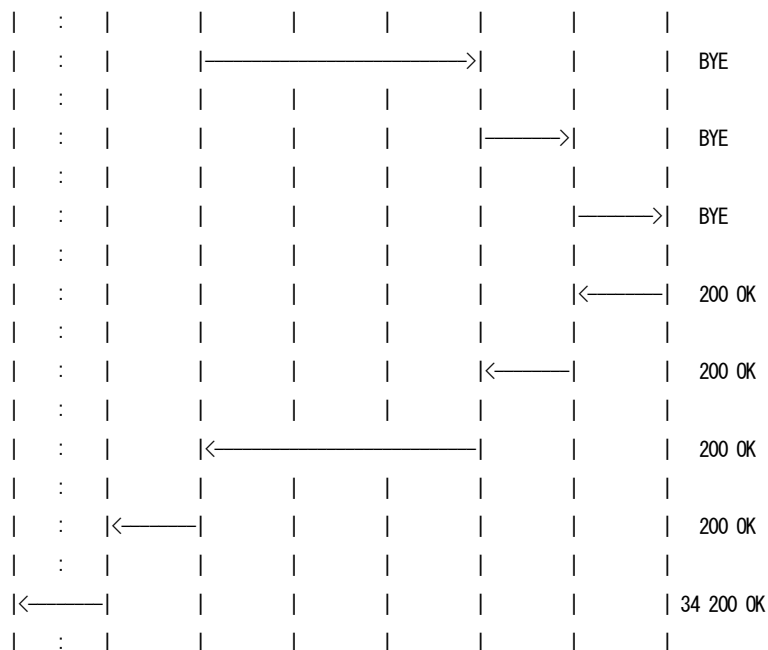 |   :   |   |   |   |   |   |   |
|   :   |   |------------------>|   |   |   BYE
|   :   |   |   |   |   |   |   |
|   :   |   |   |   |   |------>|   |   BYE
|   :   |   |   |   |   |   |   |
|   :   |   |   |   |   |   |------>|   BYE
|   :   |   |   |   |   |   |   |
|   :   |   |   |   |   |   |<------|   200 OK
|   :   |   |   |   |   |   |   |
|   :   |   |   |   |   |<------|   |   200 OK
|   :   |   |   |   |   |   |   |
|   :   |   |<------------------|   |   |   200 OK
|   :   |   |   |   |   |   |   |
|   :   |<------|   |   |   |   |   |   200 OK
|   :   |   |   |   |   |   |   |
|<------|   |   |   |   |   |   | 34 200 OK
|   :   |   |   |   |   |   |   |